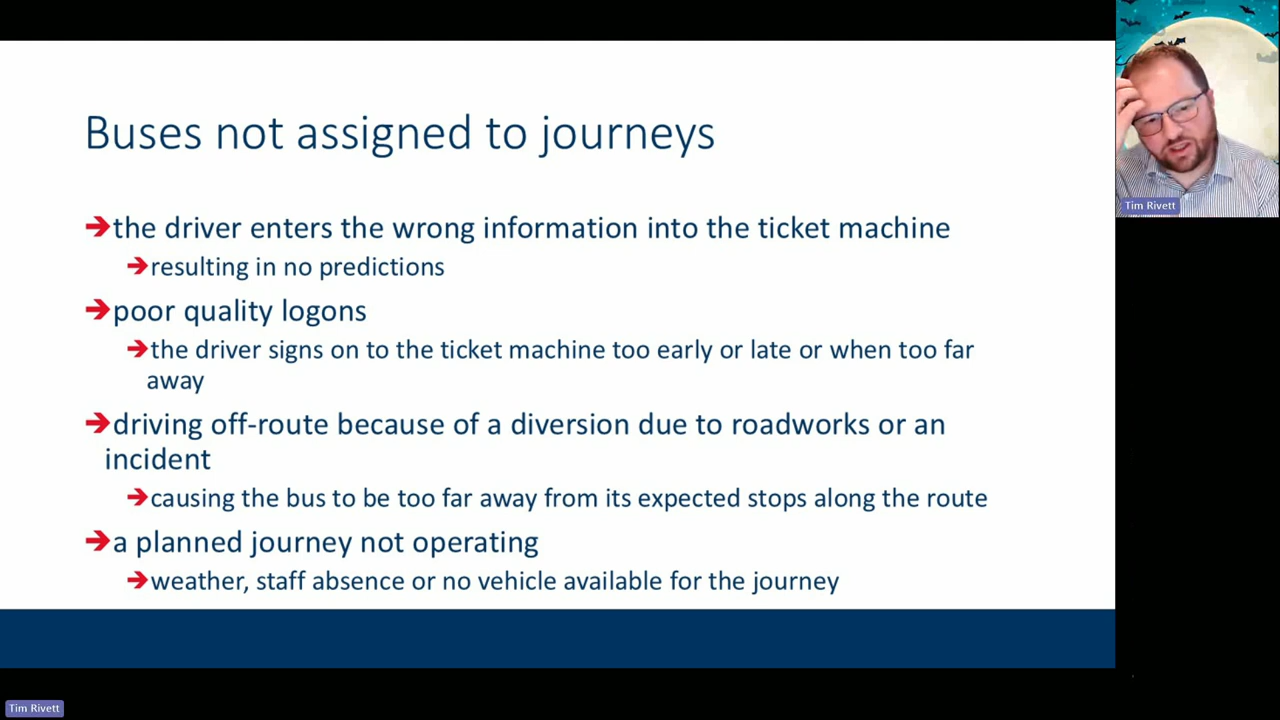 Buses not assigned to journeys
the driver enters the wrong information into the ticket machine
resulting in no predictions
poor quality logons
the driver signs on to the ticket machine too early or late or when too far
away
driving off-route because of a diversion due to roadworks or an
incident
causing the bus to be too far away from its expected stops along the route
a planned journey not operating
weather, staff absence or no vehicle available for the journey
Tim Rivett
Tim Rivett